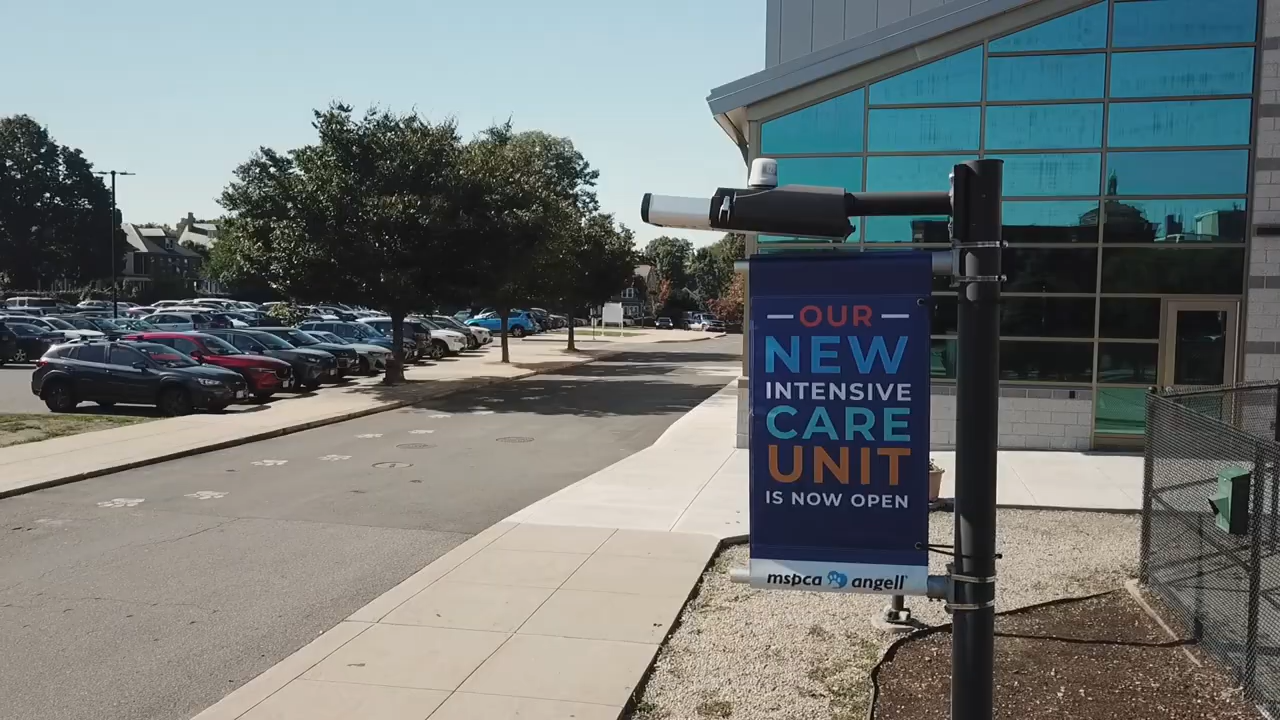 OUR
NEW
INTENSIVE
CARE
UNIT
IS NOW OPEN
mspca angell